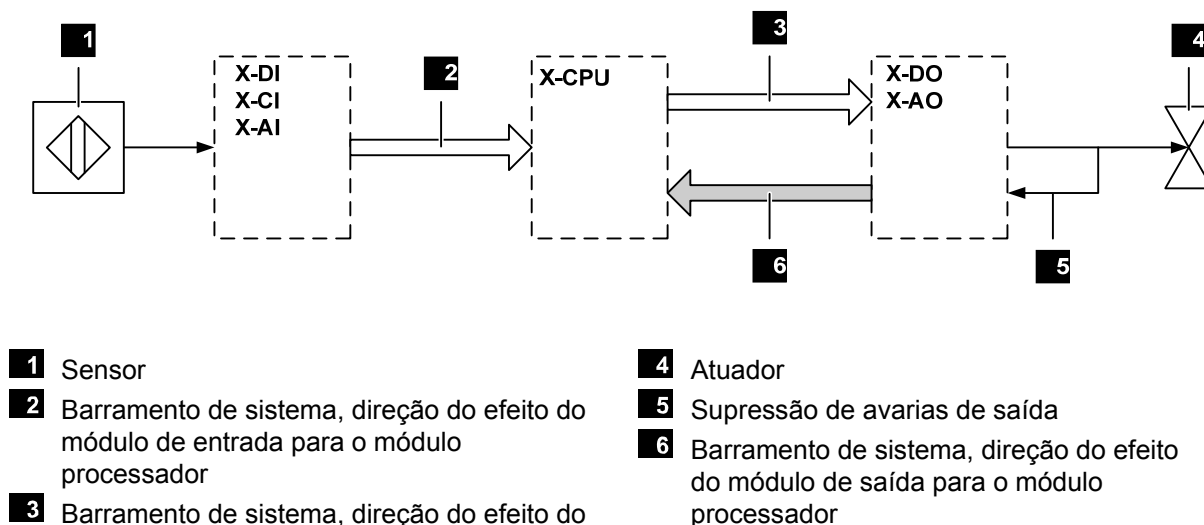 1
3
4
X-DI
X-CI
X-AI
2
X-CPU
X-DO
X-AO
6
5
1 Sensor
2 Barramento de sistema, direção do efeito do
módulo de entrada para o módulo
processador
3 Barramento de sistema, direção do efeito do
4 Atuador
5 Supressão de avarias de saída
6 Barramento de sistema, direção do efeito
do módulo de saída para o módulo
processador